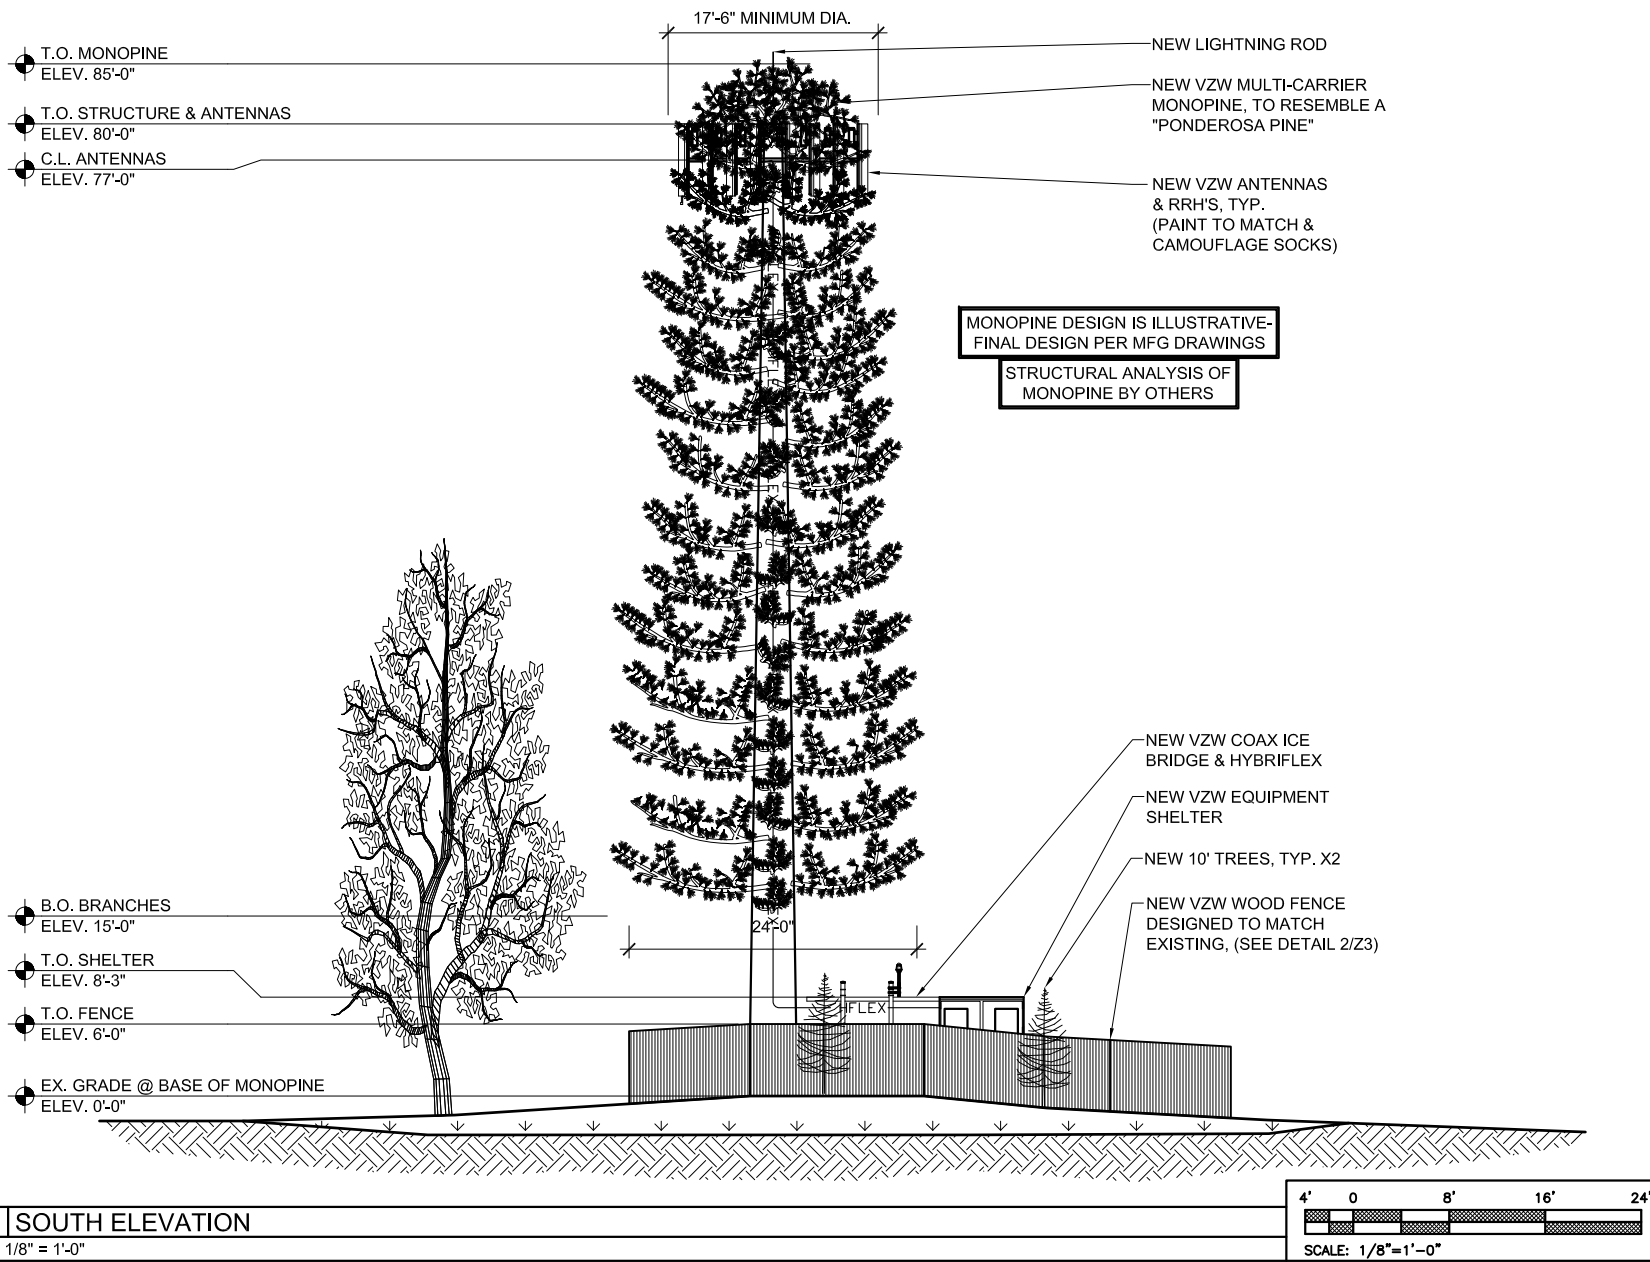 17'-6" MINIMUM DIA.
T.O. MONOPINE
ELEV. 85'-0"
T.O. STRUCTURE & ANTENNAS
ELEV. 80'-0"
C.L. ANTENNAS
ELEV. 77'-0"
NEW LIGHTNING ROD
NEW VZW MULTI-CARRIER
MONOPINE, TO RESEMBLE A
"PONDEROSA PINE"
NEW VZW ANTENNAS
& RRH'S, TYP.
(PAINT TO MATCH &
CAMOUFLAGE SOCKS)
MONOPINE DESIGN IS ILLUSTRATIVE-
FINAL DESIGN PER MFG DRAWINGS
STRUCTURAL ANALYSIS OF
MONOPINE BY OTHERS
NEW VZW COAX ICE
BRIDGE & HYBRIFLEX
NEW VZW EQUIPMENT
SHELTER
NEW 10' TREES, TYP. X2
NEW VZW WOOD FENCE
DESIGNED TO MATCH
EXISTING, (SEE DETAIL 2/Z3)
B.O. BRANCHES
ELEV. 15'-0"
24'-0"
T.O. SHELTER
ELEV. 8'-3"
HFLEX
T.O. FENCE
ELEV. 6'-0"
EX. GRADE @ BASE OF MONOPINE
ELEV. 0'-0"
SOUTH ELEVATION
1/8" = 1'-0"
4' 0 8' 16' 24'
SCALE: 1/8"=1'-0"